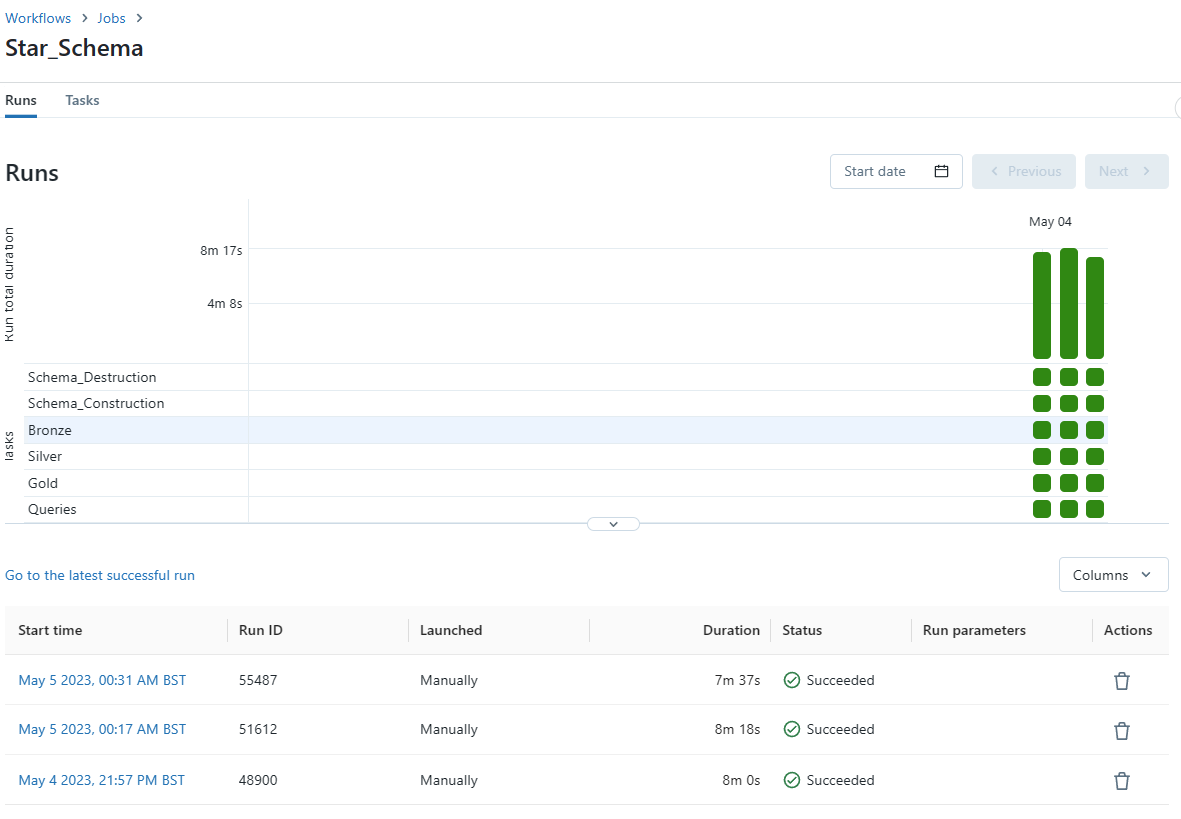 Workflows > Jobs >
Star_Schema
Runs Tasks
Runs
Start date
< Previous
Next >
May 04
Run total duration
8m 17s
4m 8s
Tasks
Schema_Destruction
Schema_Construction
Bronze
Silver
Gold
Queries
Go to the latest successful run
Columns
Start time Run ID Launched Duration Status Run parameters Actions
May 5 2023, 00:31 AM BST 55487 Manually 7m 37s Succeeded
May 5 2023, 00:17 AM BST 51612 Manually 8m 18s Succeeded
May 4 2023, 21:57 PM BST 48900 Manually 8m 0s Succeeded